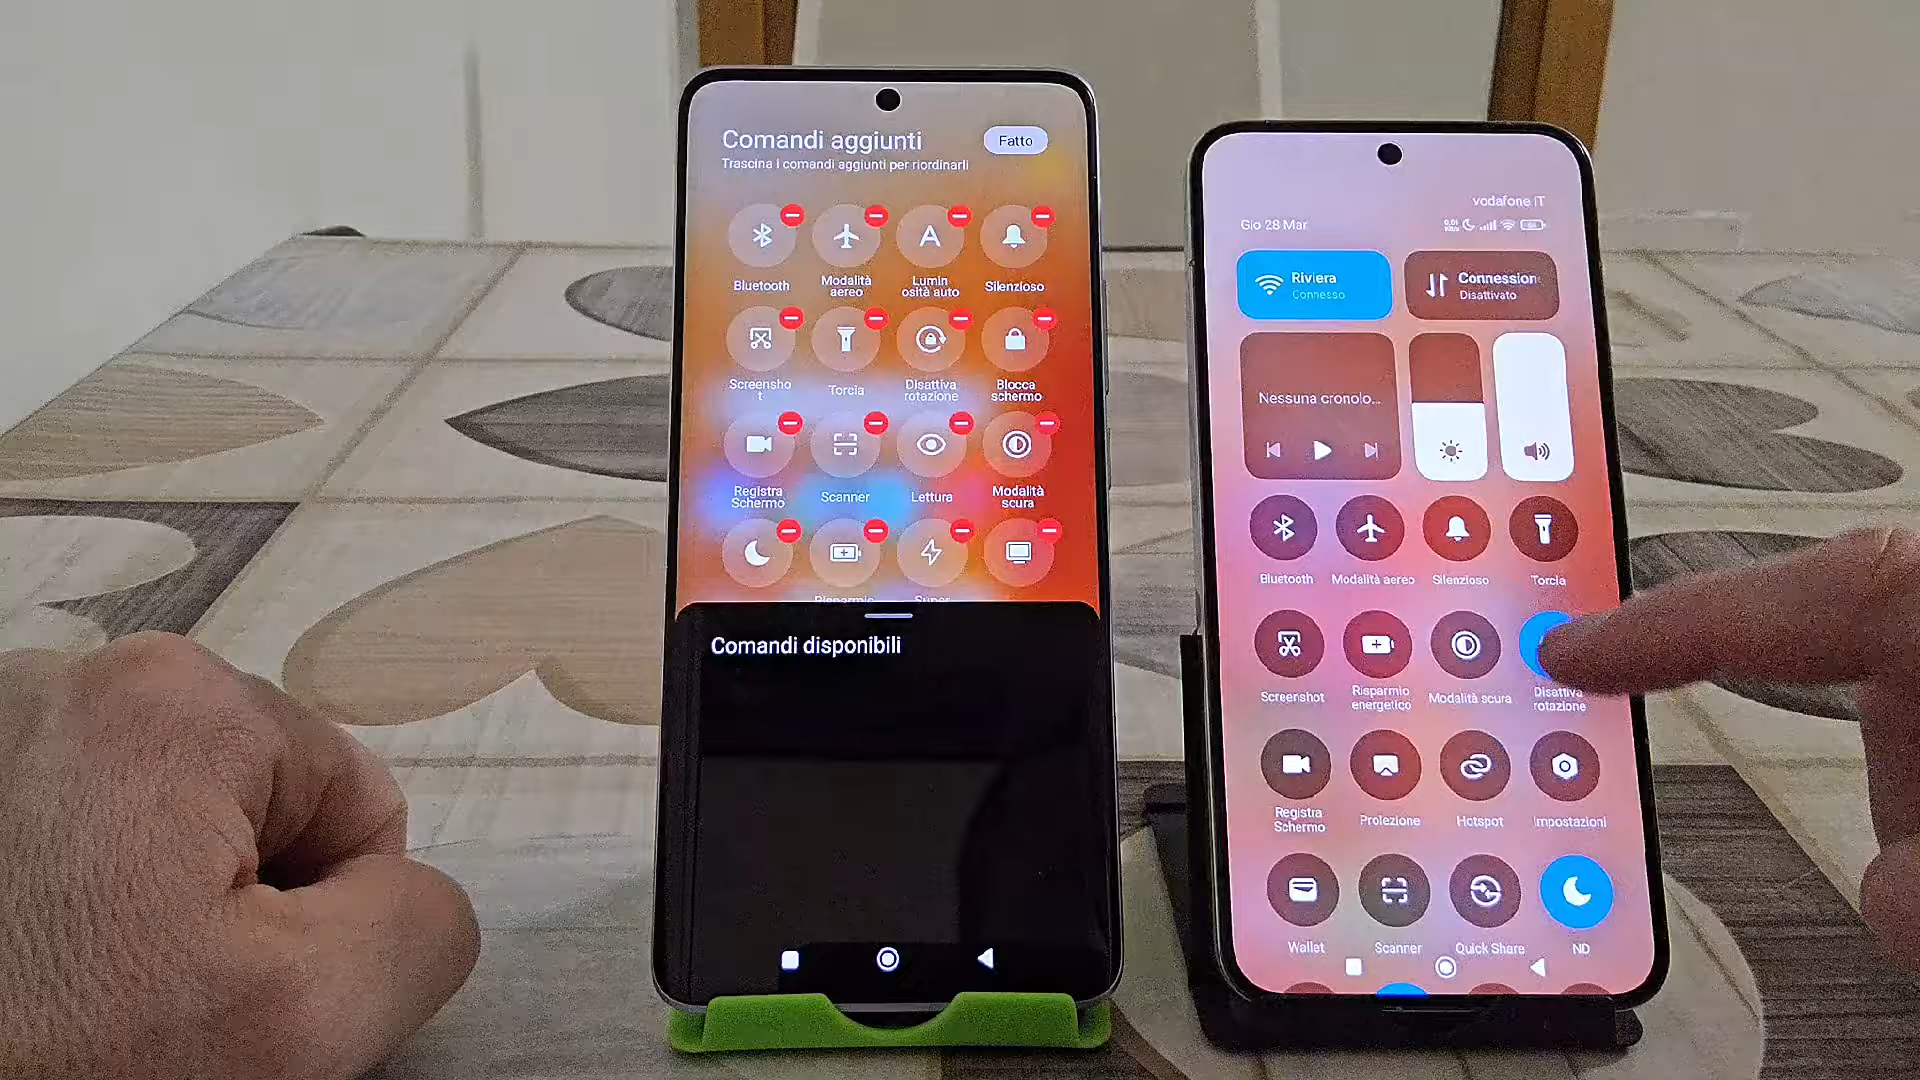 Comandi aggiunti
Fatto
Trascina i comandi aggiunti per riordinarli
Bluetooth
Modalità
aereo
Lumin
osità auto
Silenzioso
Screensho
t
Torcia
Disattiva
rotazione
Blocca
schermo
Registra
Schermo
Scanner
Lettura
Modalità
scura
Risparmio
Super
Comandi disponibili
vodafone IT
Gio 28 Mar
Riviera
Connesso
Connession
Disattivato
Nessuna cronolo...
Bluetooth
Modalità aereo
Silenzioso
Torcia
Screenshot
Risparmio
energetico
Modalità scura
Disattiva
rotazione
Registra
Schermo
Proiezione
Hotspot
Impostazioni
Wallet
Scanner
Quick Share
ND